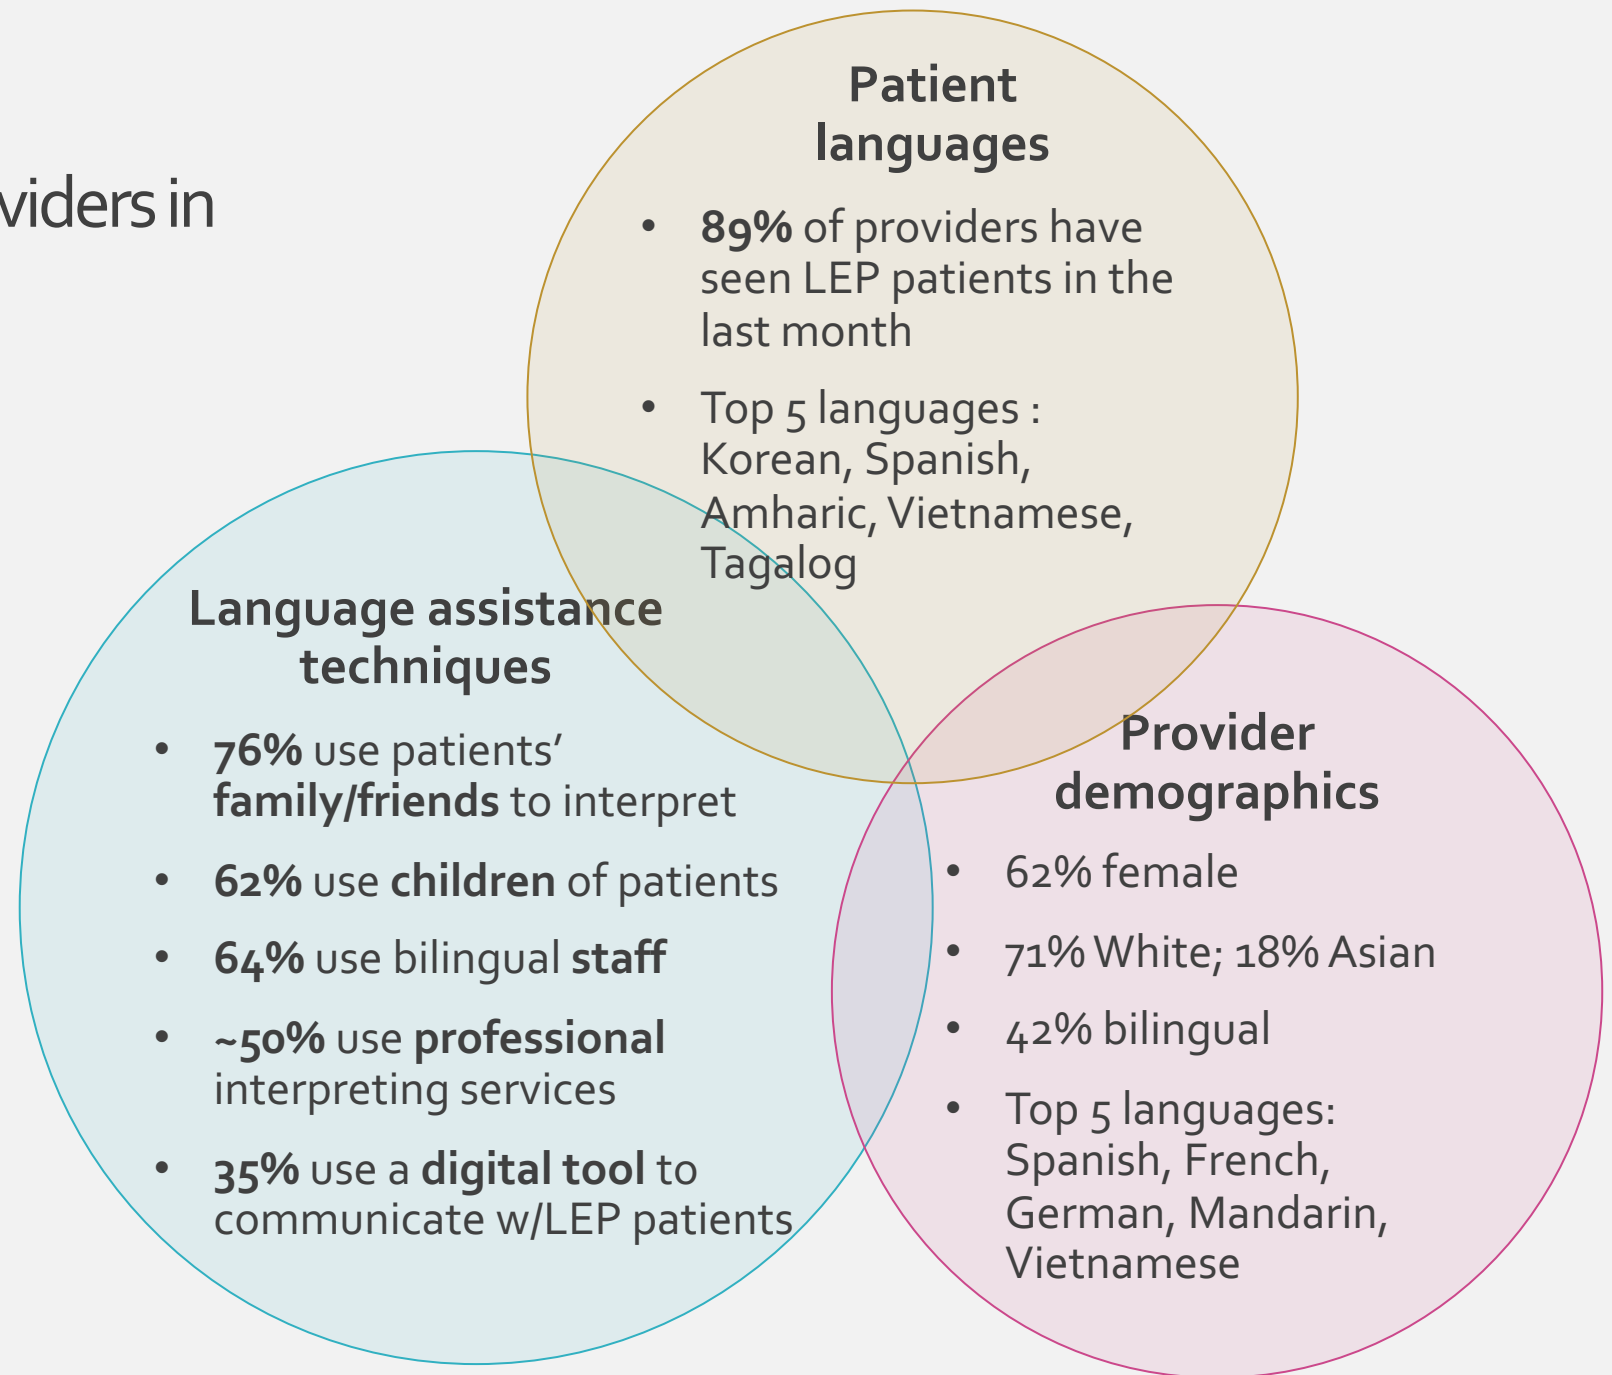 viders in
Patient
languages
• 89% of providers have
seen LEP patients in the
last month
• Top 5 languages :
Korean, Spanish,
Amharic, Vietnamese,
Tagalog
Language assistance
techniques
• 76% use patients’
family/friends to interpret
• 62% use children of patients
• 64% use bilingual staff
• ~50% use professional
interpreting services
• 35% use a digital tool to
communicate w/LEP patients
Provider
demographics
• 62% female
• 71% White; 18% Asian
• 42% bilingual
• Top 5 languages:
Spanish, French,
German, Mandarin,
Vietnamese